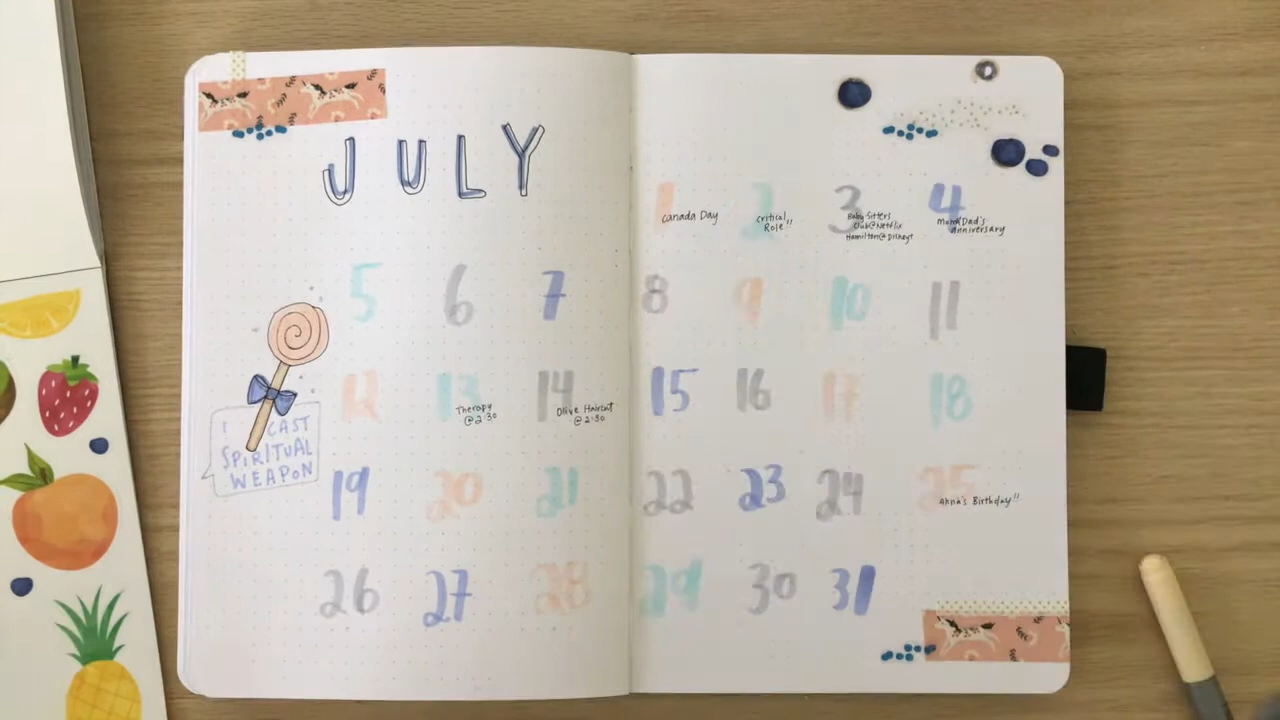 JULY
1 2 3 4
Canada Day
Critical
Role!!
Baby Sitters
Club@Netflix
Hamilton@Disney+
Mum&Dad's
anniversary
5 6 7 8 9 10 11
12 13 14 15 16 17 18
Therapy
@ 2:30
Olive Haircut
@ 2:30
I CAST
SPIRITUAL
WEAPON
19 20 21 22 23 24 25
Anna's Birthday!!
26 27 28 29 30 31